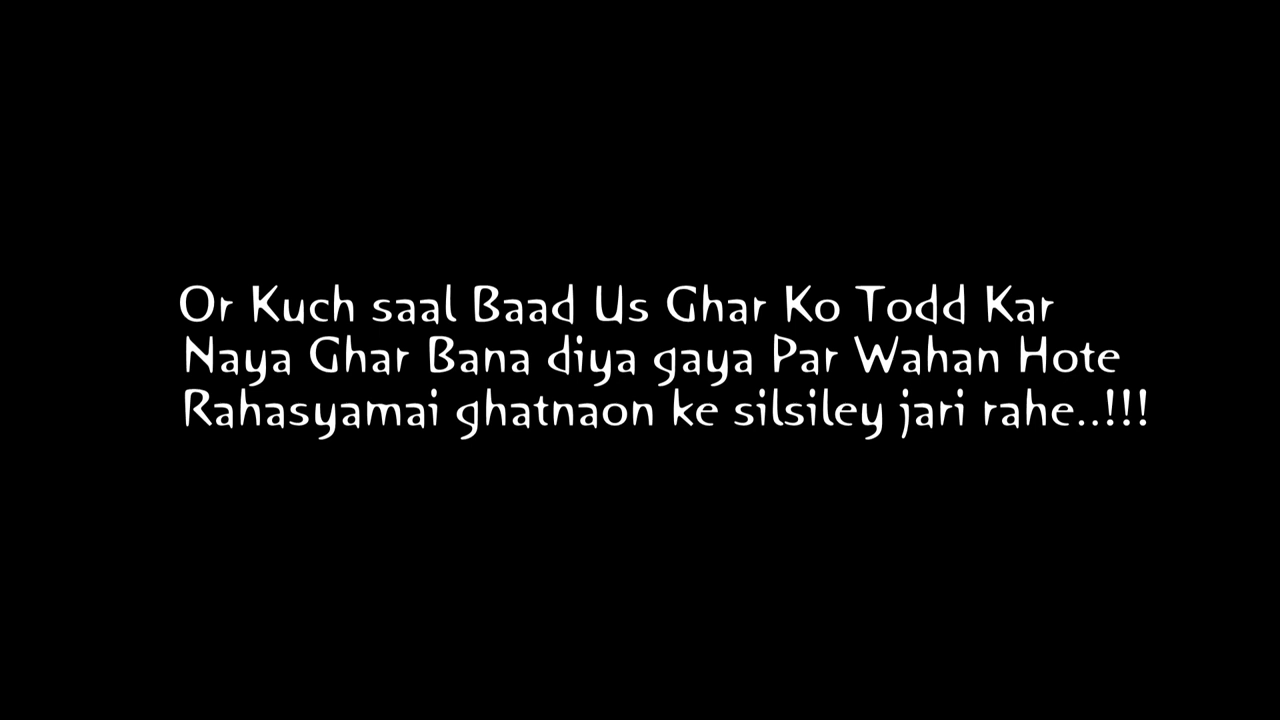 Or Kuch saal Baad Us Ghar Ko Todd Kar
Naya Ghar Bana diya gaya Par Wahan Hote
Rahasyamai ghatnaon ke silsiley jari rahe..!!!